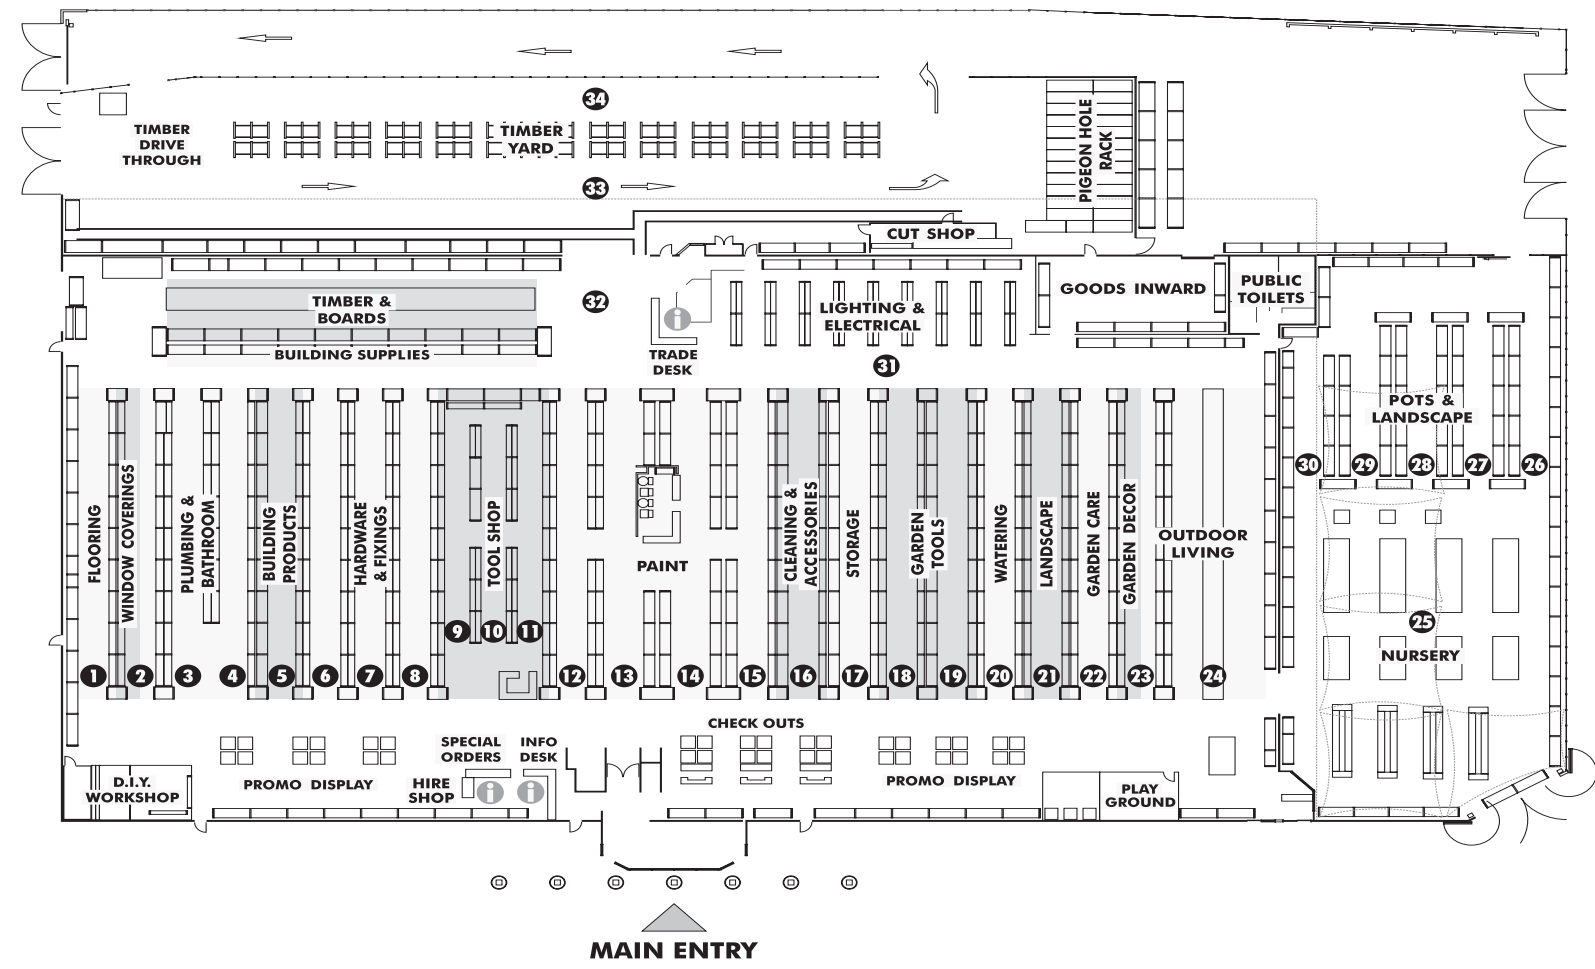 34
TIMBER
DRIVE
THROUGH
TIMBER
YARD
PIGEON HOLE
RACK
33
CUT SHOP
TIMBER &
BOARDS
32
BUILDING SUPPLIES
i
TRADE
DESK
LIGHTING &
ELECTRICAL
31
GOODS INWARD
PUBLIC
TOILETS
POTS &
LANDSCAPE
30
29
28
27
26
FLOORING
WINDOW COVERINGS
PLUMBING &
BATHROOM
BUILDING
PRODUCTS
HARDWARE
& FIXINGS
TOOL SHOP
PAINT
CLEANING &
ACCESSORIES
STORAGE
GARDEN
TOOLS
WATERING
LANDSCAPE
GARDEN CARE
GARDEN DECOR
OUTDOOR
LIVING
9
10
11
25
NURSERY
1
2
3
4
5
6
7
8
12
13
14
15
16
17
18
19
20
21
22
23
24
CHECK OUTS
SPECIAL
ORDERS
INFO
DESK
D.I.Y.
WORKSHOP
PROMO DISPLAY
HIRE
SHOP
i
i
PROMO DISPLAY
PLAY
GROUND
MAIN ENTRY